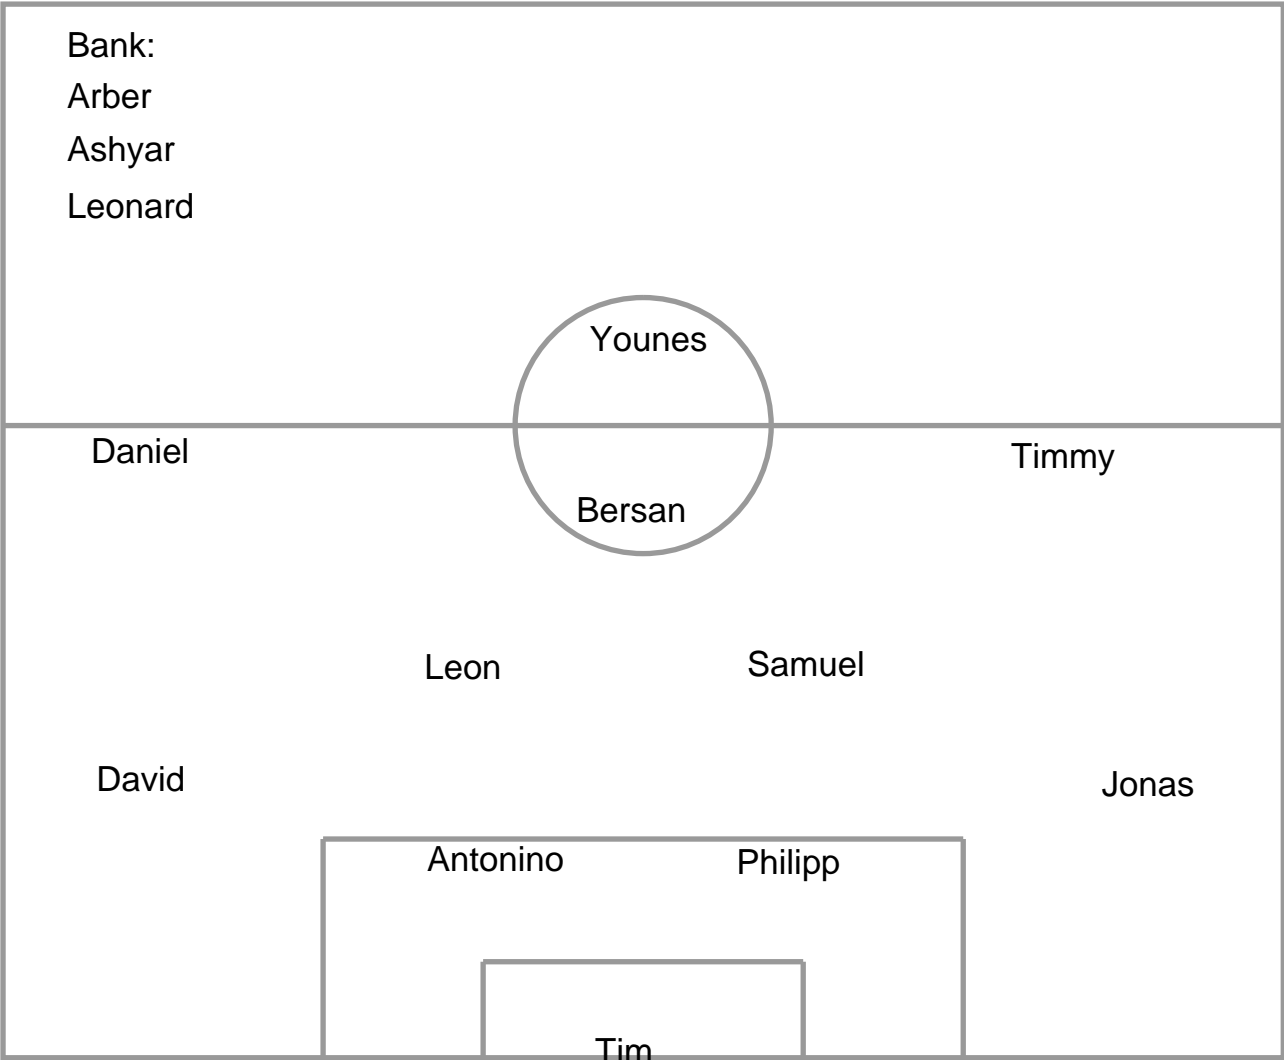 Bank:
Arber
Ashyar
Leonard
Younes
Daniel
Timmy
Bersan
Leon
Samuel
David
Jonas
Antonino
Philipp
Tim